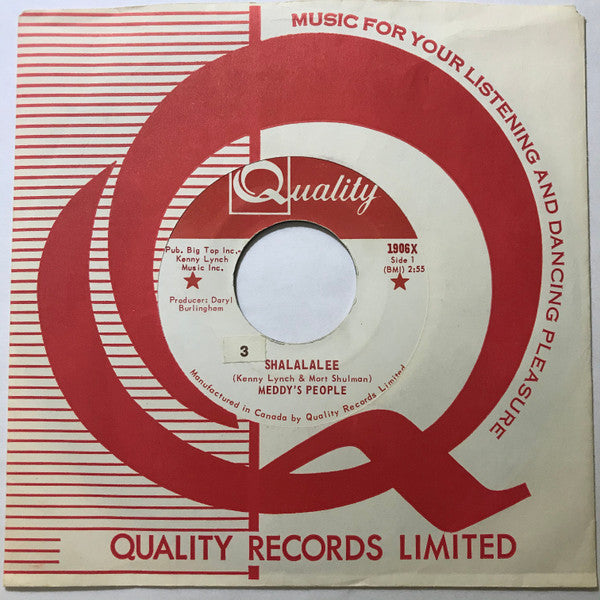 MUSIC FOR YOUR LISTENING AND DANCING PLEASURE
Quality
Pub. Big Top Inc.
Kenny Lynch
Music Inc.
Producer: Daryl
Burlingham
1906X
Side 1
(BMI) 2:55
3
SHALALALEE
(Kenny Lynch & Mort Shulman)
MEDDY'S PEOPLE
Manufactured in Canada by Quality Records Limited
QUALITY RECORDS LIMITED